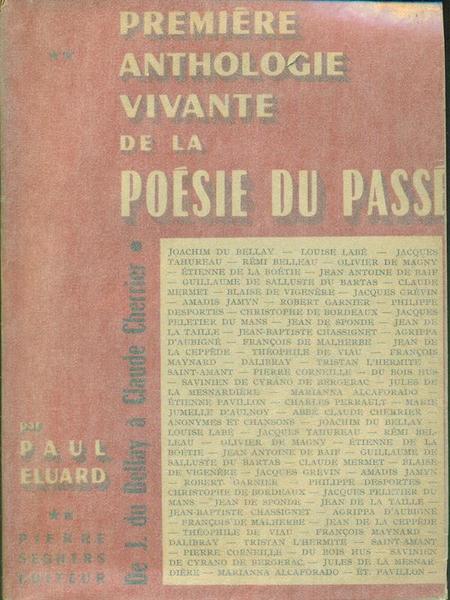 PREMIÈRE
ANTHOLOGIE
VIVANTE
DE LA
POÉSIE DU PASSÉ
De J. du Bellay à Claude Cherrier
JOACHIM DU BELLAY — LOUISE LABÉ — JACQUES
TAHUREAU — RÉMI BELLEAU — OLIVIER DE MAGNY
— ÉTIENNE DE LA BOÉTIE — JEAN ANTOINE DE BAIF
— GUILLAUME DE SALLUSTE DU BARTAS — CLAUDE
MERMET — BLAISE DE VIGENÈRE — JACQUES GRÉVIN
— AMADIS JAMYN — ROBERT GARNIER — PHILIPPE
DESPORTES — CHRISTOPHE DE BORDEAUX — JACQUES
PELETIER DU MANS — JEAN DE SPONDE — JEAN DE
LA TAILLE — JEAN-BAPTISTE CHASSIGNET — AGRIPPA
D'AUBIGNÉ — FRANÇOIS DE MALHERBE — JEAN DE
LA CEPPÈDE — THÉOPHILE DE VIAU — FRANÇOIS
MAYNARD — DALIBRAY — TRISTAN L'HERMITE —
SAINT-AMANT — PIERRE CORNEILLE — DU BOIS HUS
— SAVINIEN DE CYRANO DE BERGERAC — JULES DE
LA MESNARDIÈRE — MARIANNA ALCAFORADO —
ÉTIENNE PAVILLON — CHARLES PERRAULT — MARIE
JUMELLE D'AULNOY — ABBÉ CLAUDE CHERRIER —
ANONYMES ET CHANSONS — JOACHIM DU BELLAY —
LOUISE LABÉ — JACQUES TAHUREAU — RÉMI BEL-
LEAU — OLIVIER DE MAGNY — ÉTIENNE DE LA
BOÉTIE — JEAN ANTOINE DE BAIF — GUILLAUME DE
SALLUSTE DU BARTAS — CLAUDE MERMET — BLAISE
DE VIGENÈRE — JACQUES GRÉVIN — AMADIS JAMYN
— ROBERT GARNIER — PHILIPPE DESPORTES —
CHRISTOPHE DE BORDEAUX — JACQUES PELETIER DU
MANS — JEAN DE SPONDE — JEAN DE LA TAILLE —
JEAN-BAPTISTE CHASSIGNET — AGRIPPA D'AUBIGNÉ
— FRANÇOIS DE MALHERBE — JEAN DE LA CEPPÈDE
— THÉOPHILE DE VIAU — FRANÇOIS MAYNARD —
DALIBRAY — TRISTAN L'HERMITE — SAINT-AMANT
— PIERRE CORNEILLE — DU BOIS HUS — SAVINIEN
DE CYRANO DE BERGERAC — JULES DE LA MESNAR-
DIÈRE — MARIANNA ALCAFORADO — ÉT. PAVILLON —
par
PAUL
ELUARD
PIERRE
SEGHERS
EDITEUR